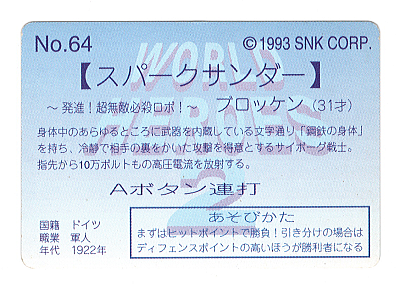 No.64
©1993 SNK CORP.
WORLD HEROES 2
【スパークサンダー】
～発進！超無敵必殺ロボ！～ ブロッケン(31才)
身体中のあらゆるところに武器を内蔵している文字通り「鋼鉄の身体」
を持ち、冷静で相手の裏をかいた攻撃を得意とするサイボーグ戦士。
指先から10万ボルトもの高圧電流を放射する。
Aボタン連打
国籍 ドイツ
職業 軍人
年代 1922年
あそびかた
まずはヒットポイントで勝負！引き分けの場合は
ディフェンスポイントの高いほうが勝利者になる